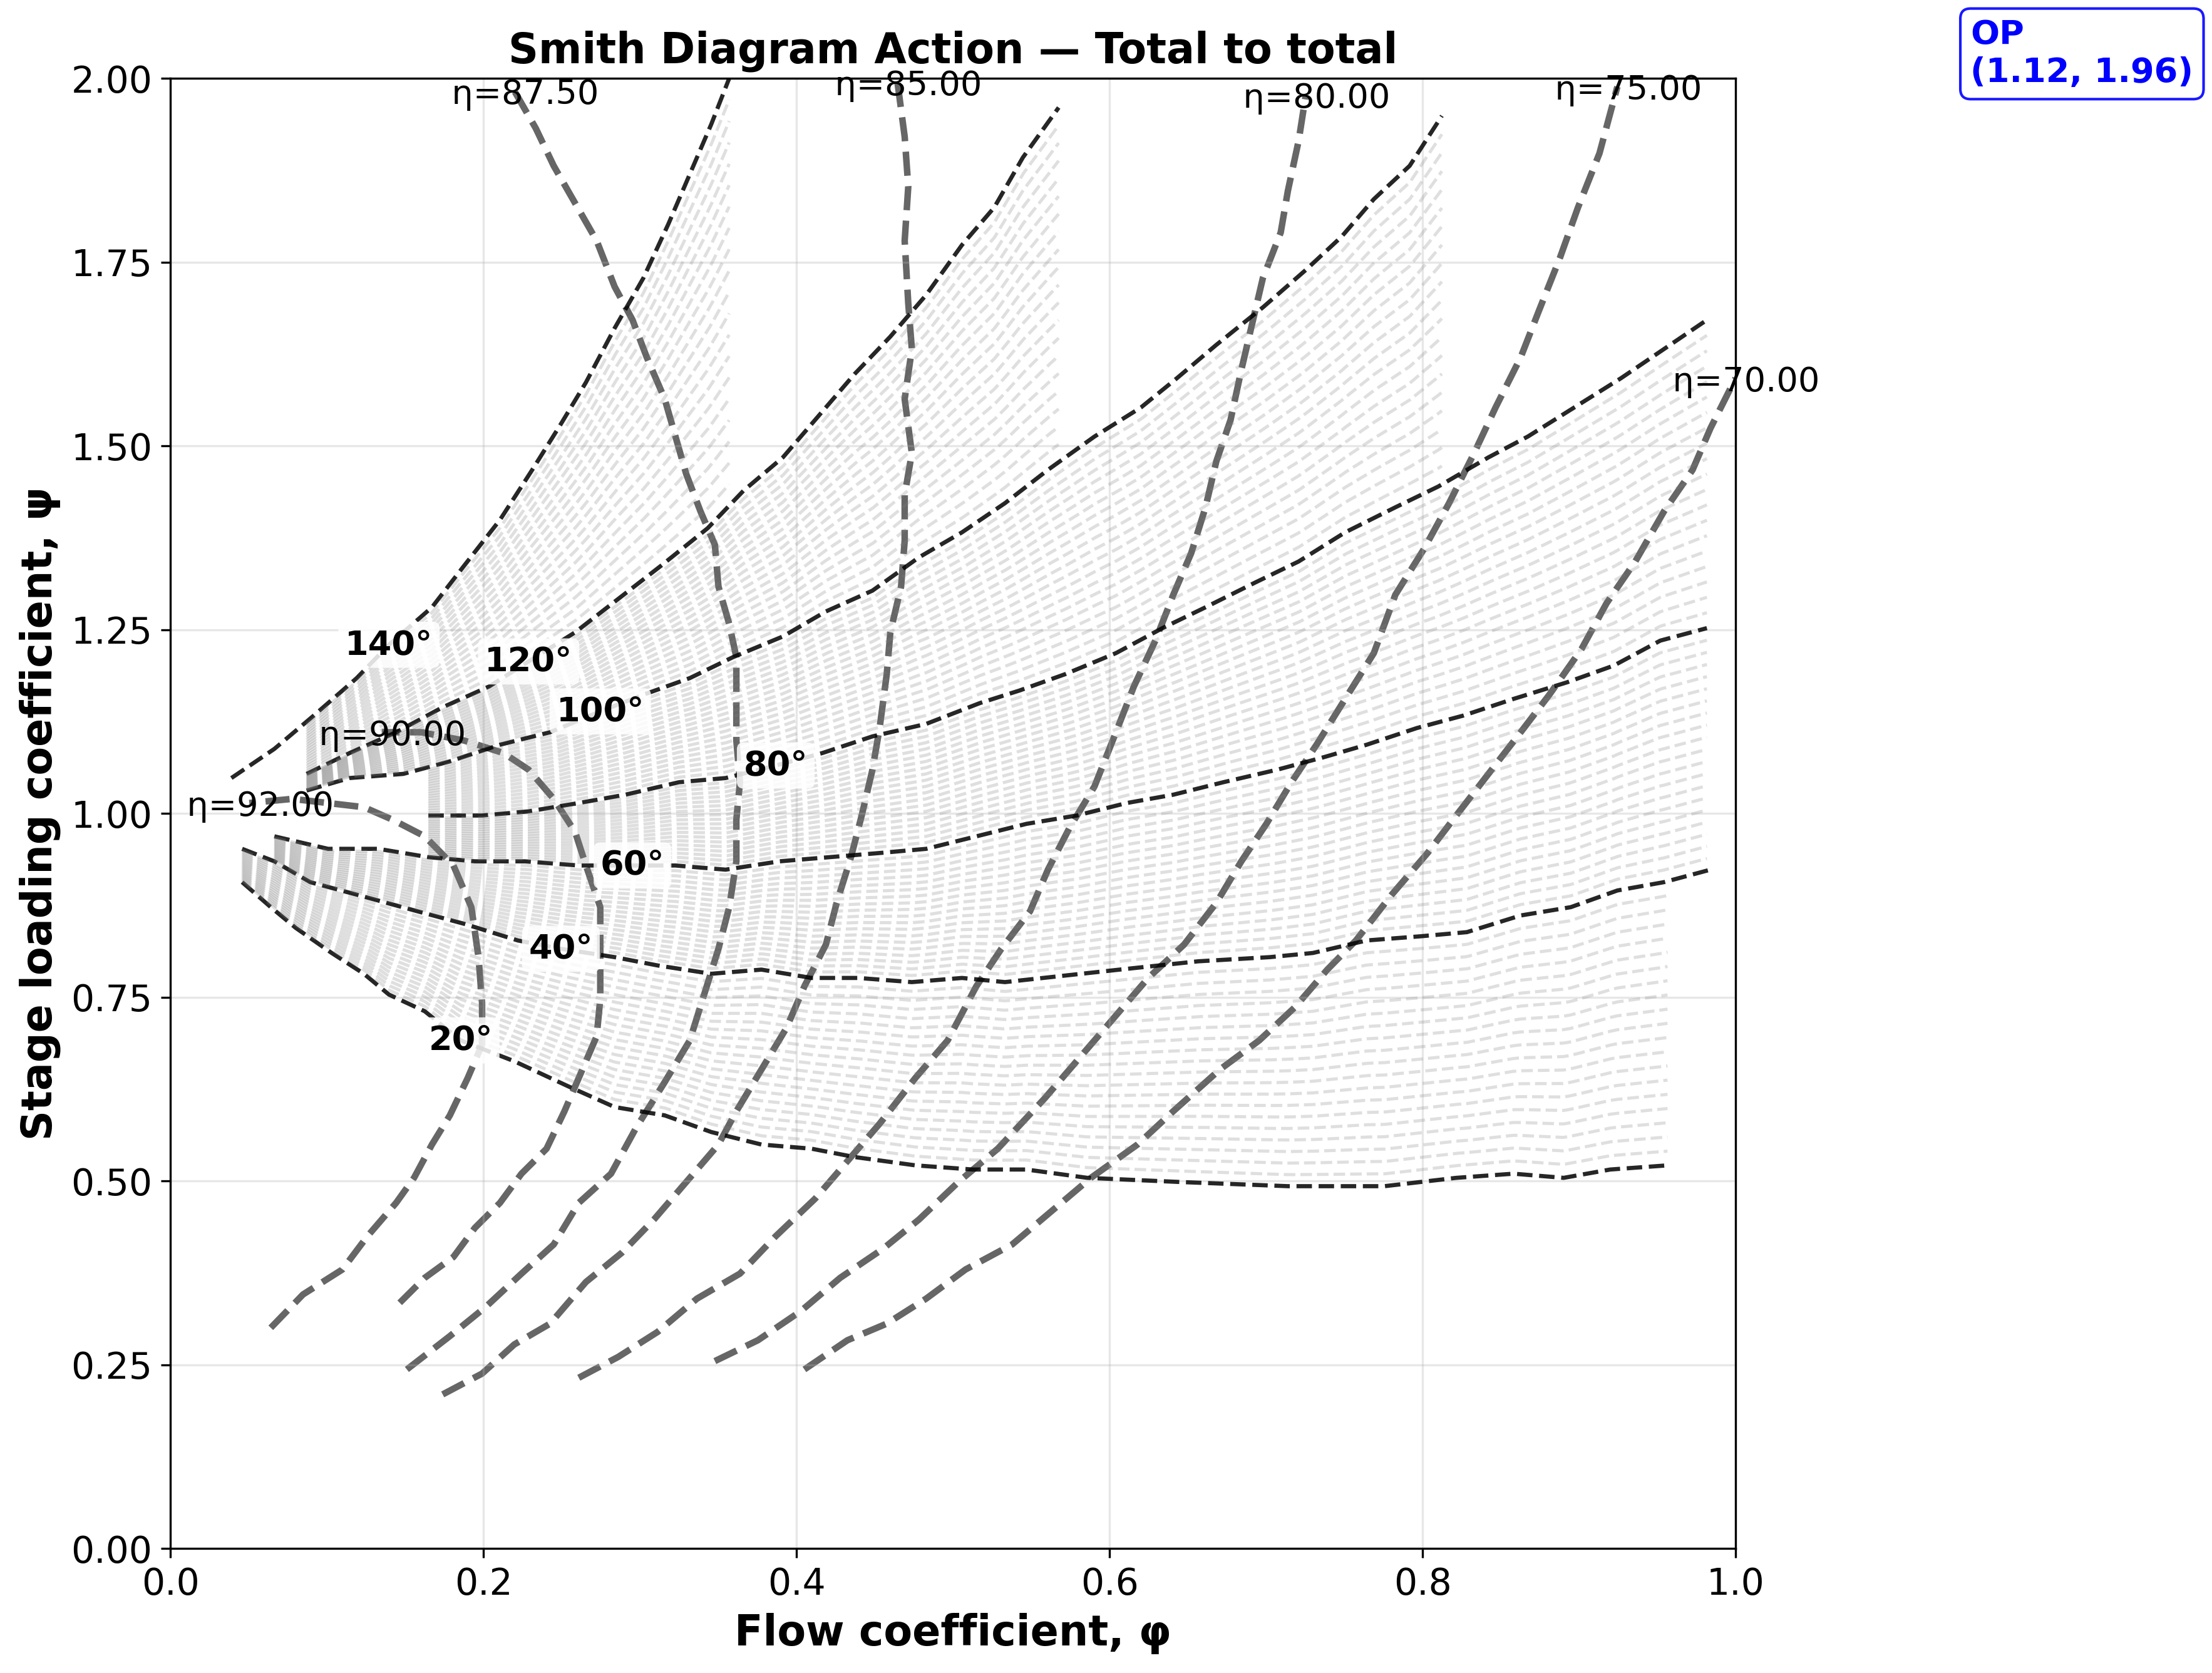 Smith Diagram Action — Total to total
OP
(1.12, 1.96)
η=87.50
η=85.00
η=80.00
η=75.00
η=70.00
η=90.00
η=92.00
140°
120°
100°
80°
60°
40°
20°
2.00
1.75
1.50
1.25
1.00
0.75
0.50
0.25
0.00
0.0
0.2
0.4
0.6
0.8
1.0
Stage loading coefficient, ψ
Flow coefficient, φ